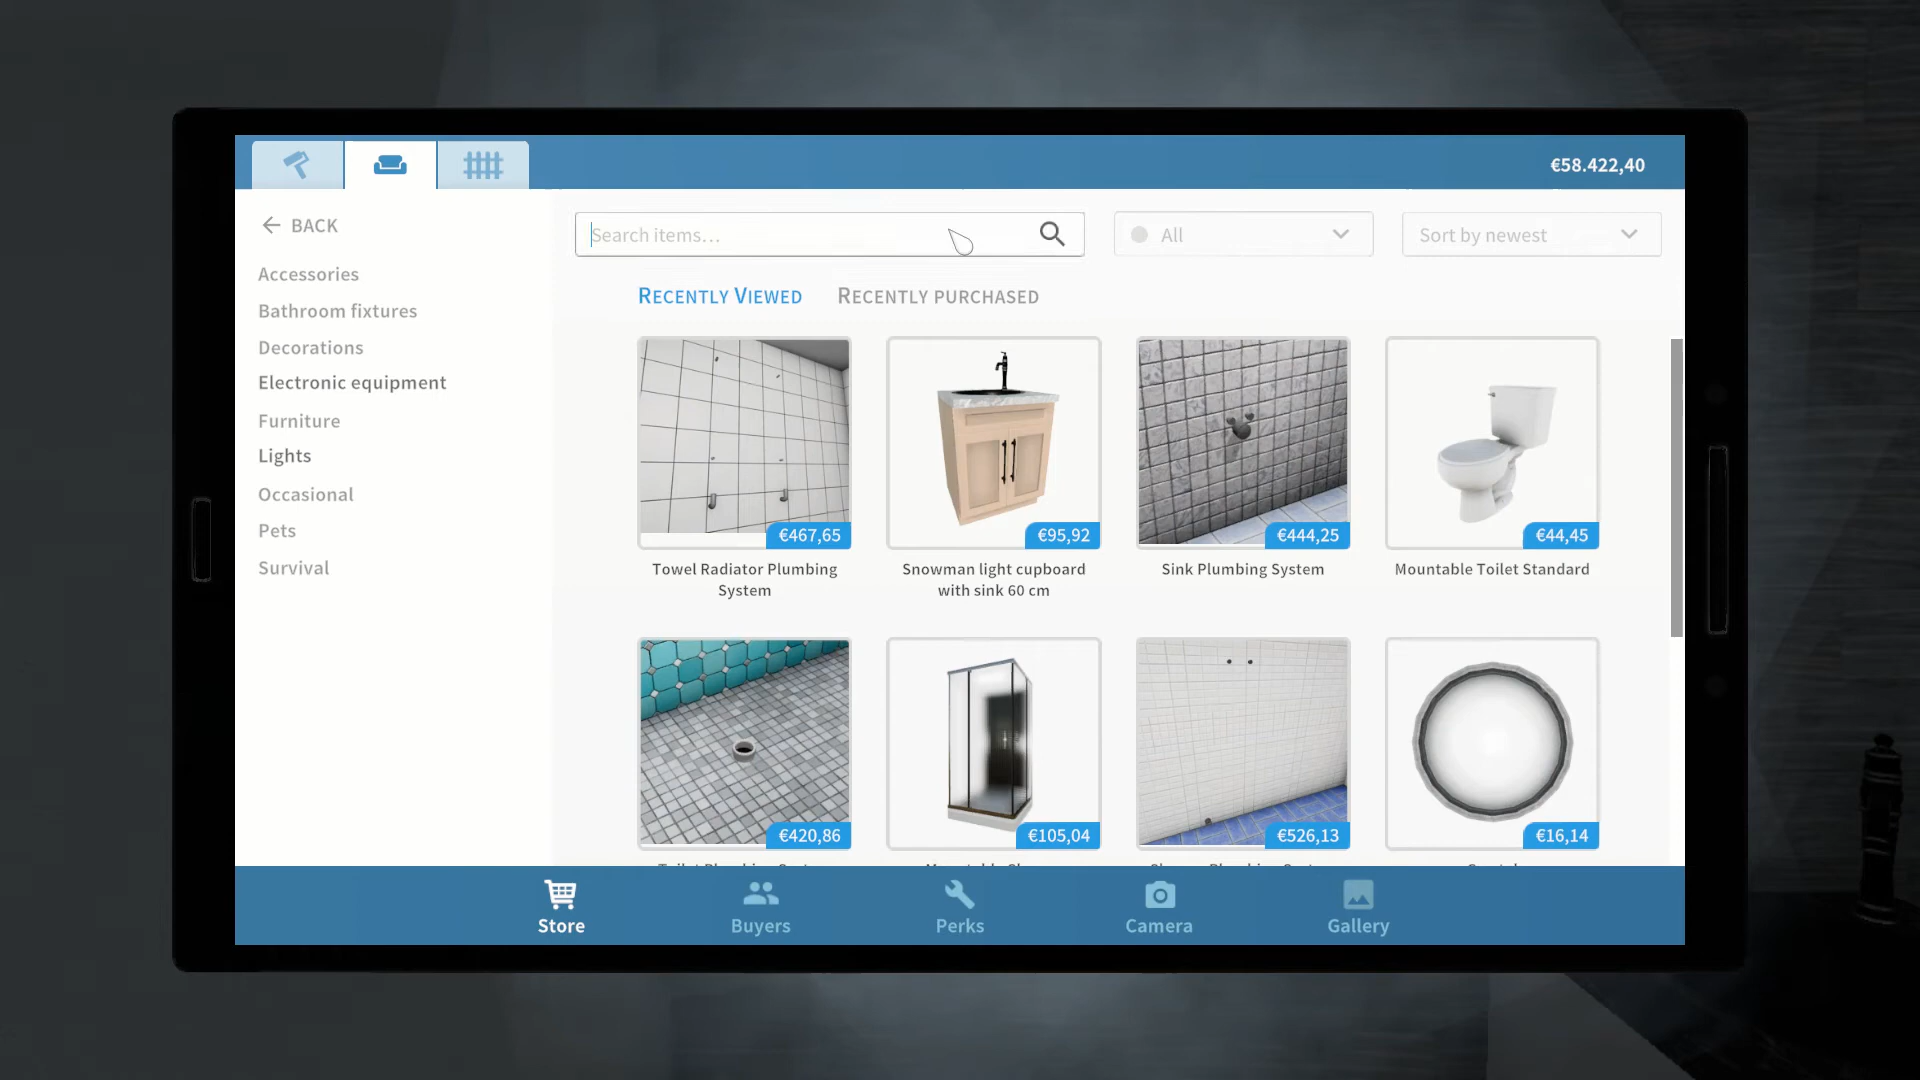 €58.422,40
BACK
Search items...
All
Sort by newest
Accessories
Bathroom fixtures
Decorations
Electronic equipment
Furniture
Lights
Occasional
Pets
Survival
RECENTLY VIEWED
RECENTLY PURCHASED
€467,65
€95,92
€444,25
€44,45
Towel Radiator Plumbing
System
Snowman light cupboard
with sink 60 cm
Sink Plumbing System
Mountable Toilet Standard
€420,86
€105,04
€526,13
€16,14
Store
Buyers
Perks
Camera
Gallery